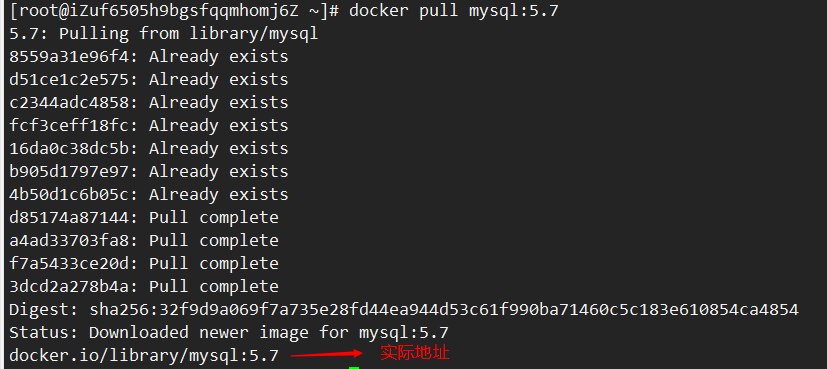 [root@iZuf6505h9bgsfqqmhomj6Z ~]# docker pull mysql:5.7
5.7: Pulling from library/mysql
8559a31e96f4: Already exists
d51ce1c2e575: Already exists
c2344adc4858: Already exists
fcf3ceff18fc: Already exists
16da0c38dc5b: Already exists
b905d1797e97: Already exists
4b50d1c6b05c: Already exists
d85174a87144: Pull complete
a4ad33703fa8: Pull complete
f7a5433ce20d: Pull complete
3dcd2a278b4a: Pull complete
Digest: sha256:32f9d9a069f7a735e28fd44ea944d53c61f990ba71460c5c183e610854ca4854
Status: Downloaded newer image for mysql:5.7
docker.io/library/mysql:5.7 实际地址